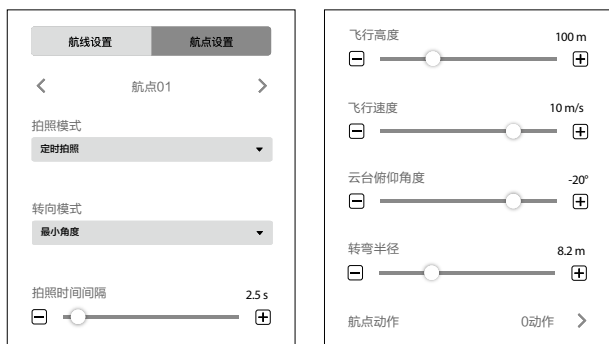 航线设置 航点设置
航点01
拍照模式
定时拍照
转向模式
最小角度
拍照时间间隔 2.5 s
飞行高度 100 m
飞行速度 10 m/s
云台俯仰角度 -20°
转弯半径 8.2 m
航点动作 0动作